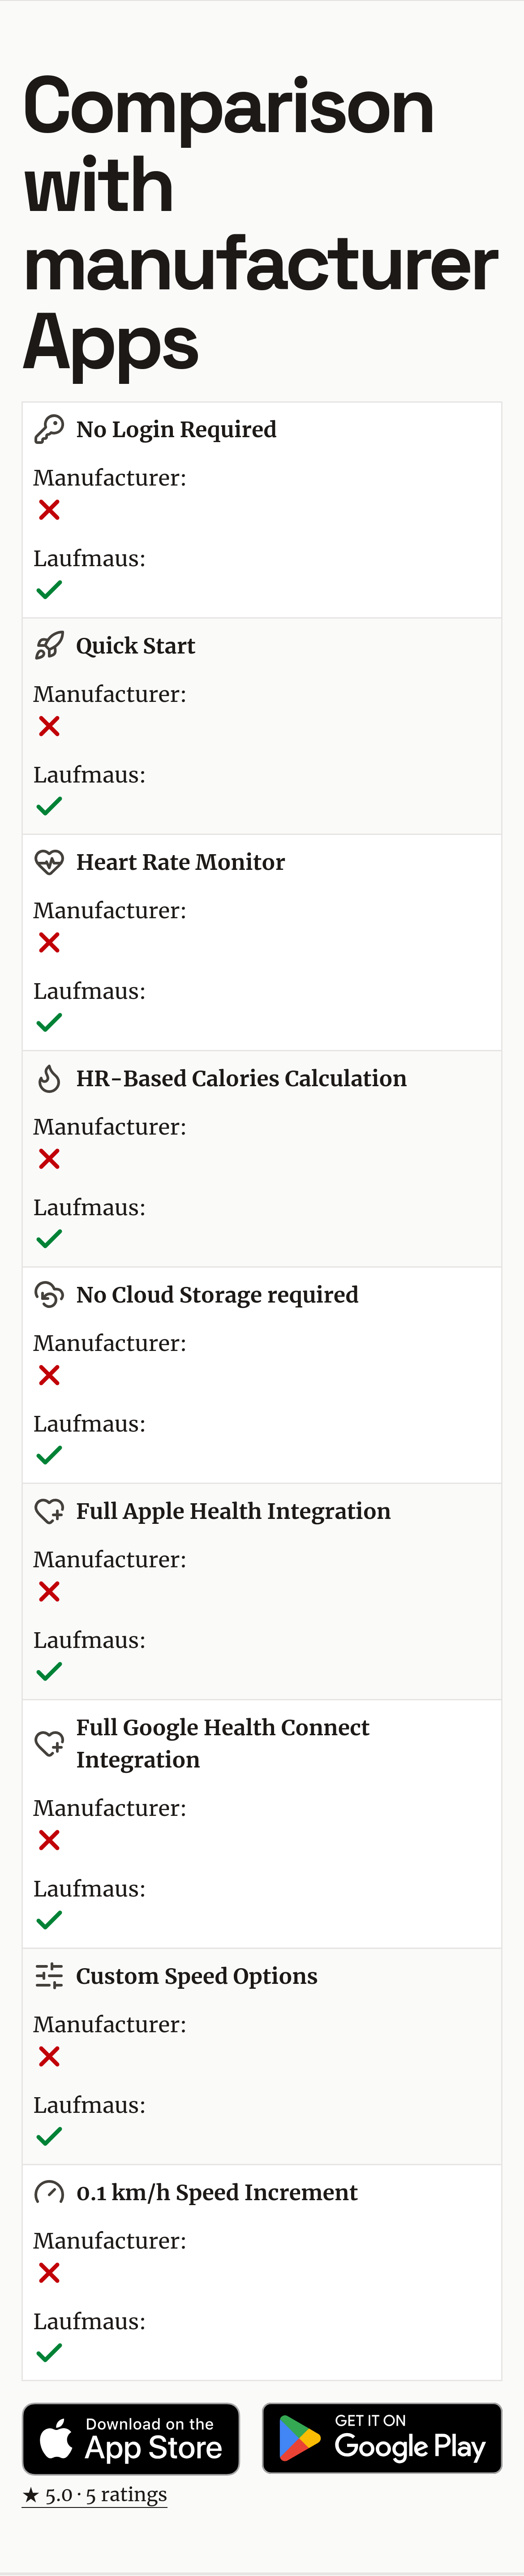 Comparison
with
manufacturer
Apps
No Login Required
Manufacturer:
Laufmaus:
Quick Start
Manufacturer:
Laufmaus:
Heart Rate Monitor
Manufacturer:
Laufmaus:
HR-Based Calories Calculation
Manufacturer:
Laufmaus:
No Cloud Storage required
Manufacturer:
Laufmaus:
Full Apple Health Integration
Manufacturer:
Laufmaus:
Full Google Health Connect
Integration
Manufacturer:
Laufmaus:
Custom Speed Options
Manufacturer:
Laufmaus:
0.1 km/h Speed Increment
Manufacturer:
Laufmaus:
Download on the
App Store
GET IT ON
Google Play
★ 5.0 · 5 ratings